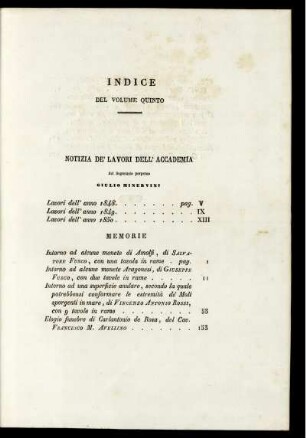 INDICE
DEL VOLUME QUINTO
NOTIZIA DE' LAVORI DELL' ACCADEMIA
del Segretario perpetuo
GIULIO MINERVINI
Lavori dell' anno 1848. . . . . . . . pag. V
Lavori dell' anno 1849. . . . . . . . IX
Lavori dell' anno 1850. . . . . . . . XIII
MEMORIE
Intorno ad alcune monete di Amalfi, di SALVA-
TORE FUSCO, con una tavola in rame . pag. 1
Intorno ad alcune monete Aragonesi, di GIUSEPPE
FUSCO, con due tavole in rame . . . . 11
Intorno ad una superficie anulare, secondo la quale
potrebbonsi conformare le estremità de' Moli
sporgenti in mare, di VINCENZO ANTONIO ROSSI,
con 9 tavole in rame . . . . . . 53
Elogio funebre di Carlantonio de Rosa, del Cav.
FRANCESCO M. AVELLINO . . . . . 133